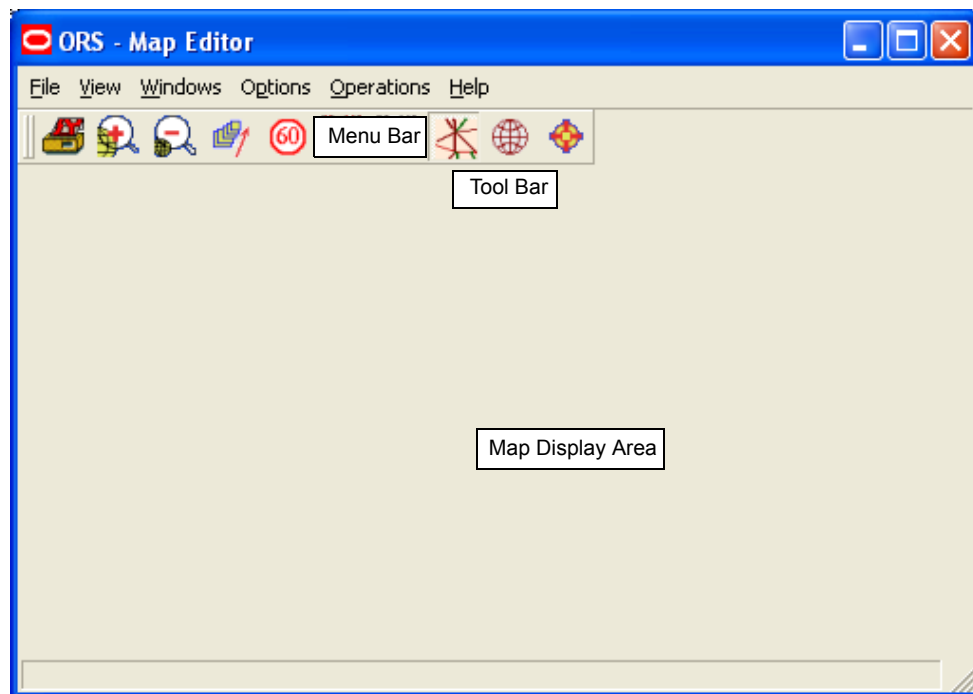 ORS - Map Editor
File View Windows Options Operations Help
60 Menu Bar
Tool Bar
Map Display Area